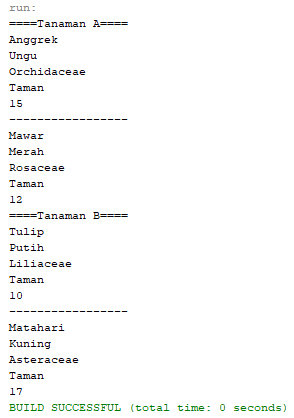 run:
====Tanaman A====
Anggrek
Ungu
Orchidaceae
Taman
15
-----------------
Mawar
Merah
Rosaceae
Taman
12
====Tanaman B====
Tulip
Putih
Liliaceae
Taman
10
-----------------
Matahari
Kuning
Asteraceae
Taman
17
BUILD SUCCESSFUL (total time: 0 seconds)